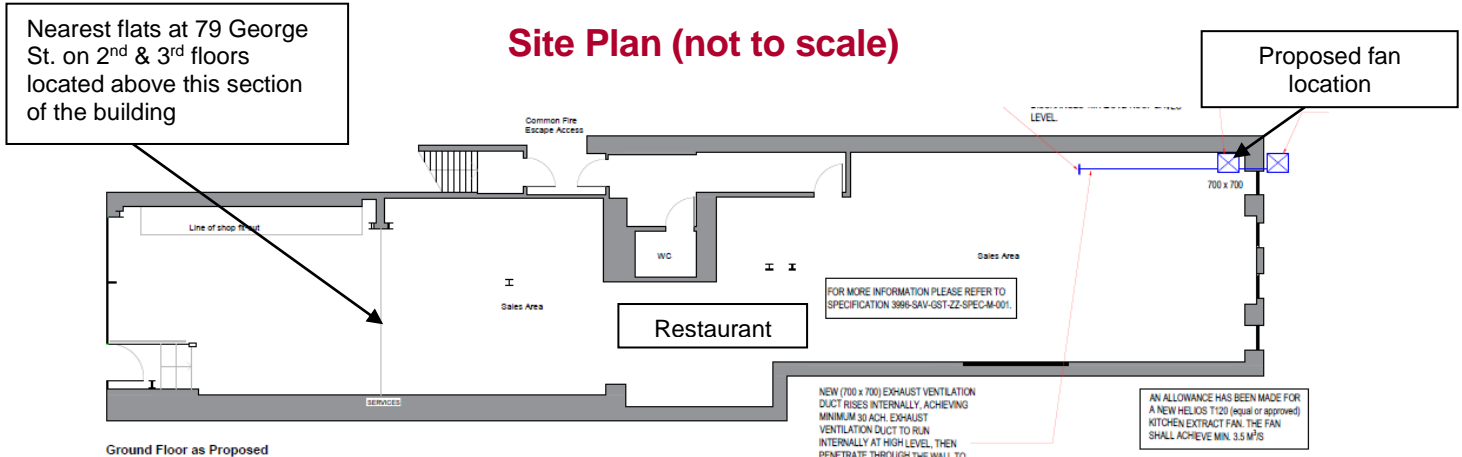 Nearest flats at 79 George
St. on 2nd & 3rd floors
located above this section
of the building
Site Plan (not to scale)
Proposed fan
location
LEVEL.
Common Fire
Escape Access
700 x 700
Line of shop fit-out
WC
Sales Area
Sales Area
FOR MORE INFORMATION PLEASE REFER TO
SPECIFICATION 3996-SAV-GST-ZZ-SPEC-M-001.
Restaurant
SERVICES
NEW (700 x 700) EXHAUST VENTILATION
DUCT RISES INTERNALLY, ACHIEVING
MINIMUM 30 ACH. EXHAUST
VENTILATION DUCT TO RUN
INTERNALLY AT HIGH LEVEL, THEN
PENETRATE THROUGH THE WALL TO
AN ALLOWANCE HAS BEEN MADE FOR
A NEW HELIOS T120 (equal or approved)
KITCHEN EXTRACT FAN. THE FAN
SHALL ACHIEVE MIN. 3.5 M³/S
Ground Floor as Proposed